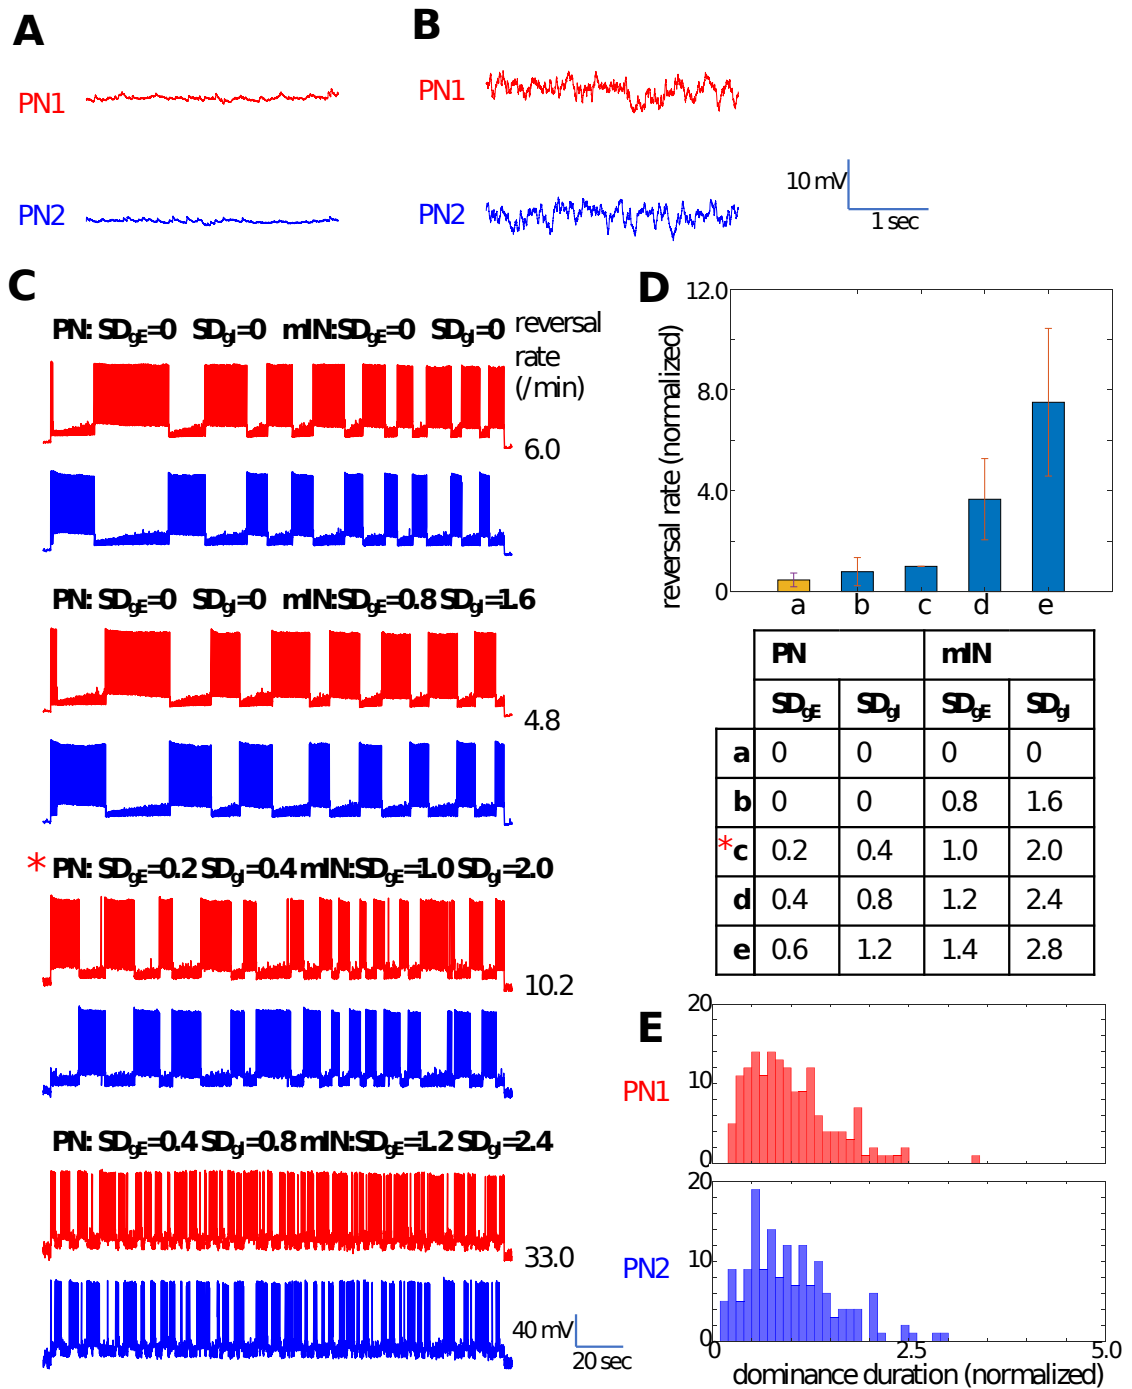 A
PN1
PN2
B
PN1
PN2
10 mV
1 sec
C
PN: SDgE=0 SDgI=0 mIN:SDgE=0 SDgI=0
reversal
rate
(/min)
6.0
PN: SDgE=0 SDgI=0 mIN:SDgE=0.8 SDgI=1.6
4.8
* PN: SDgE=0.2 SDgI=0.4 mIN:SDgE=1.0 SDgI=2.0
10.2
PN: SDgE=0.4 SDgI=0.8 mIN:SDgE=1.2 SDgI=2.4
33.0
40 mV
20 sec
D
reversal rate (normalized)
12.0
8.0
4.0
0
a b c d e
PN mIN
SDgE SDgI SDgE SDgI
a 0 0 0 0
b 0 0 0.8 1.6
*c 0.2 0.4 1.0 2.0
d 0.4 0.8 1.2 2.4
e 0.6 1.2 1.4 2.8
E
PN1
20
10
0
PN2
20
10
0
0 2.5 5.0
dominance duration (normalized)